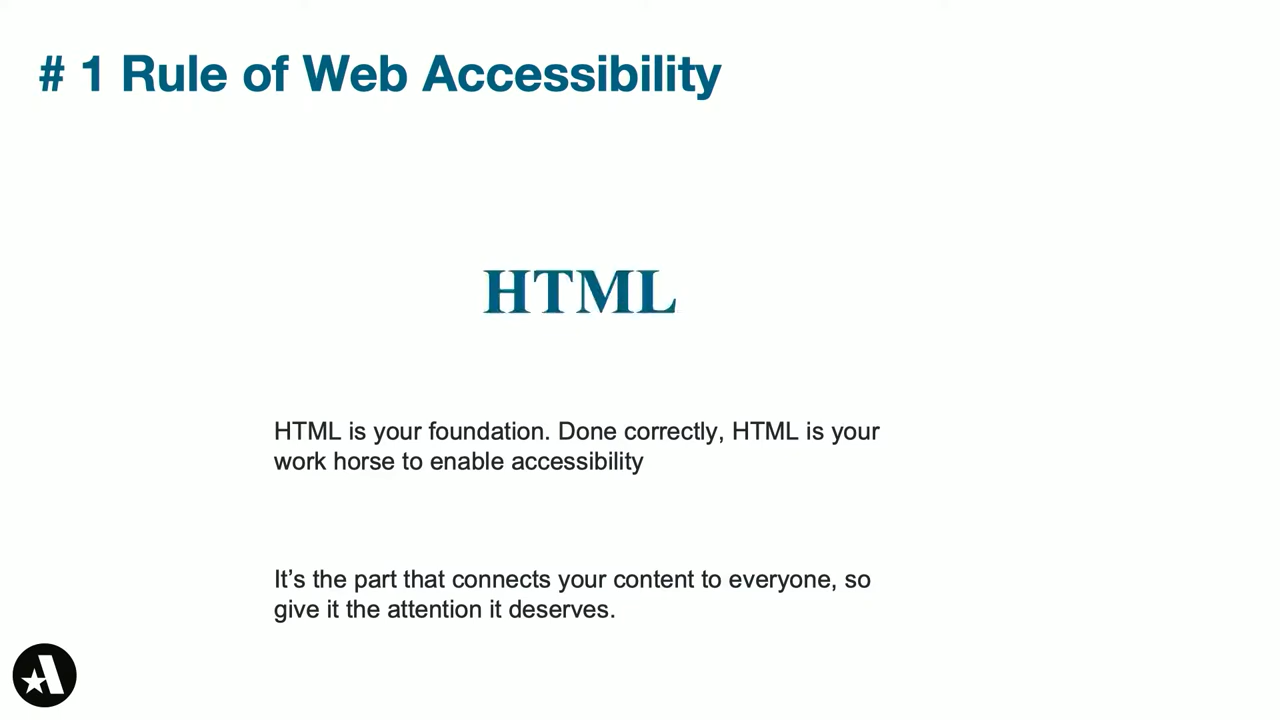 # 1 Rule of Web Accessibility
HTML
HTML is your foundation. Done correctly, HTML is your
work horse to enable accessibility
It’s the part that connects your content to everyone, so
give it the attention it deserves.